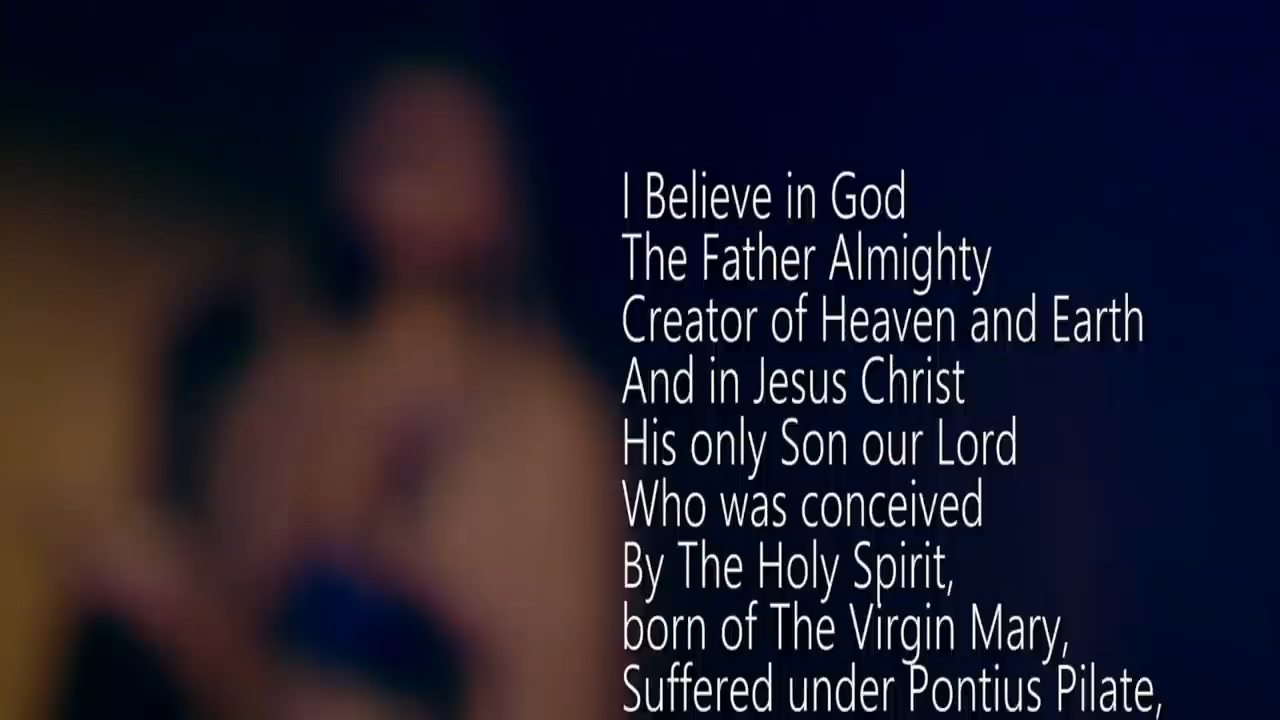 I Believe in God
The Father Almighty
Creator of Heaven and Earth
And in Jesus Christ
His only Son our Lord
Who was conceived
By The Holy Spirit,
born of The Virgin Mary,
Suffered under Pontius Pilate,